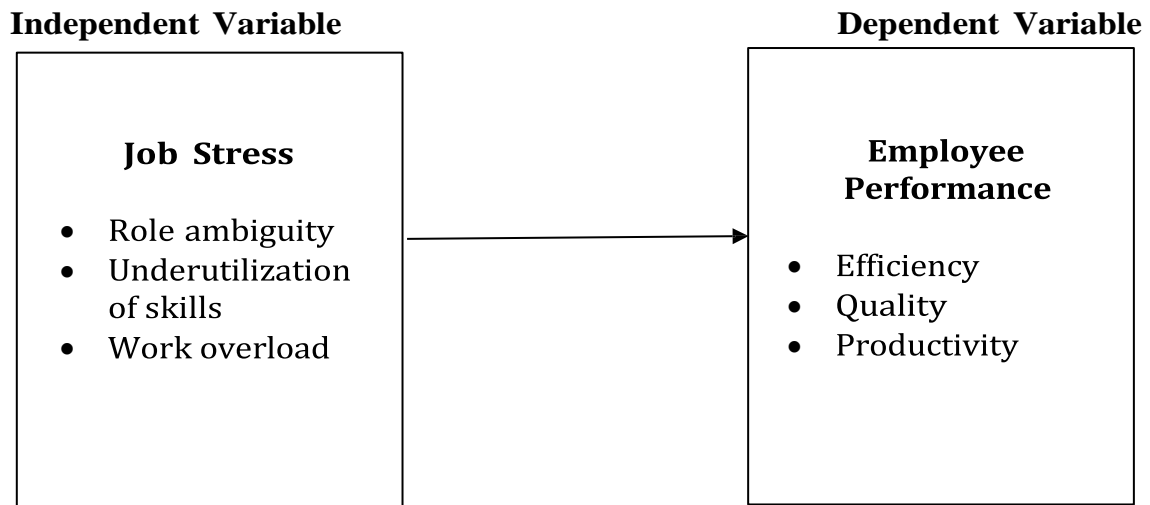 Independent Variable
Dependent Variable
Job Stress
• Role ambiguity
• Underutilization
of skills
• Work overload
Employee
Performance
• Efficiency
• Quality
• Productivity